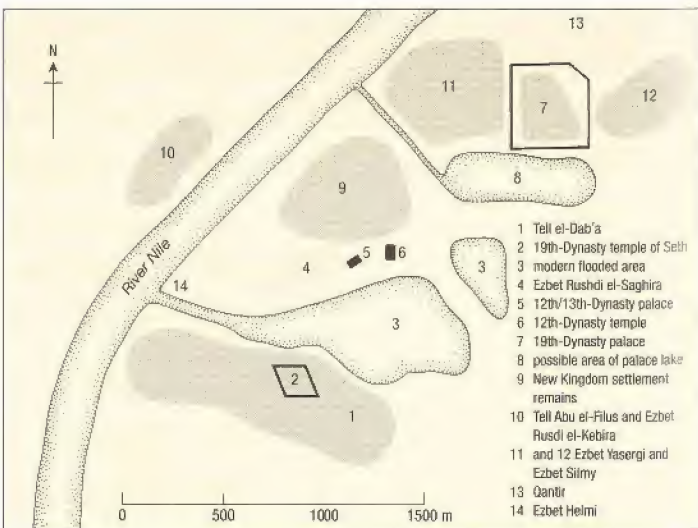 N
13
11
7
12
10
8
9
5
6
4
3
River Nile
14
3
2
1
0 500 1000 1500 m
1 Tell el-Dab'a
2 19th-Dynasty temple of Seth
3 modern flooded area
4 Ezbet Rushdi el-Saghira
5 12th/13th-Dynasty palace
6 12th-Dynasty temple
7 19th-Dynasty palace
8 possible area of palace lake
9 New Kingdom settlement
remains
10 Tell Abu el-Filus and Ezbet
Rusdi el-Kebira
11 and 12 Ezbet Yasergi and
Ezbet Silmy
13 Qantir
14 Ezbet Helmi